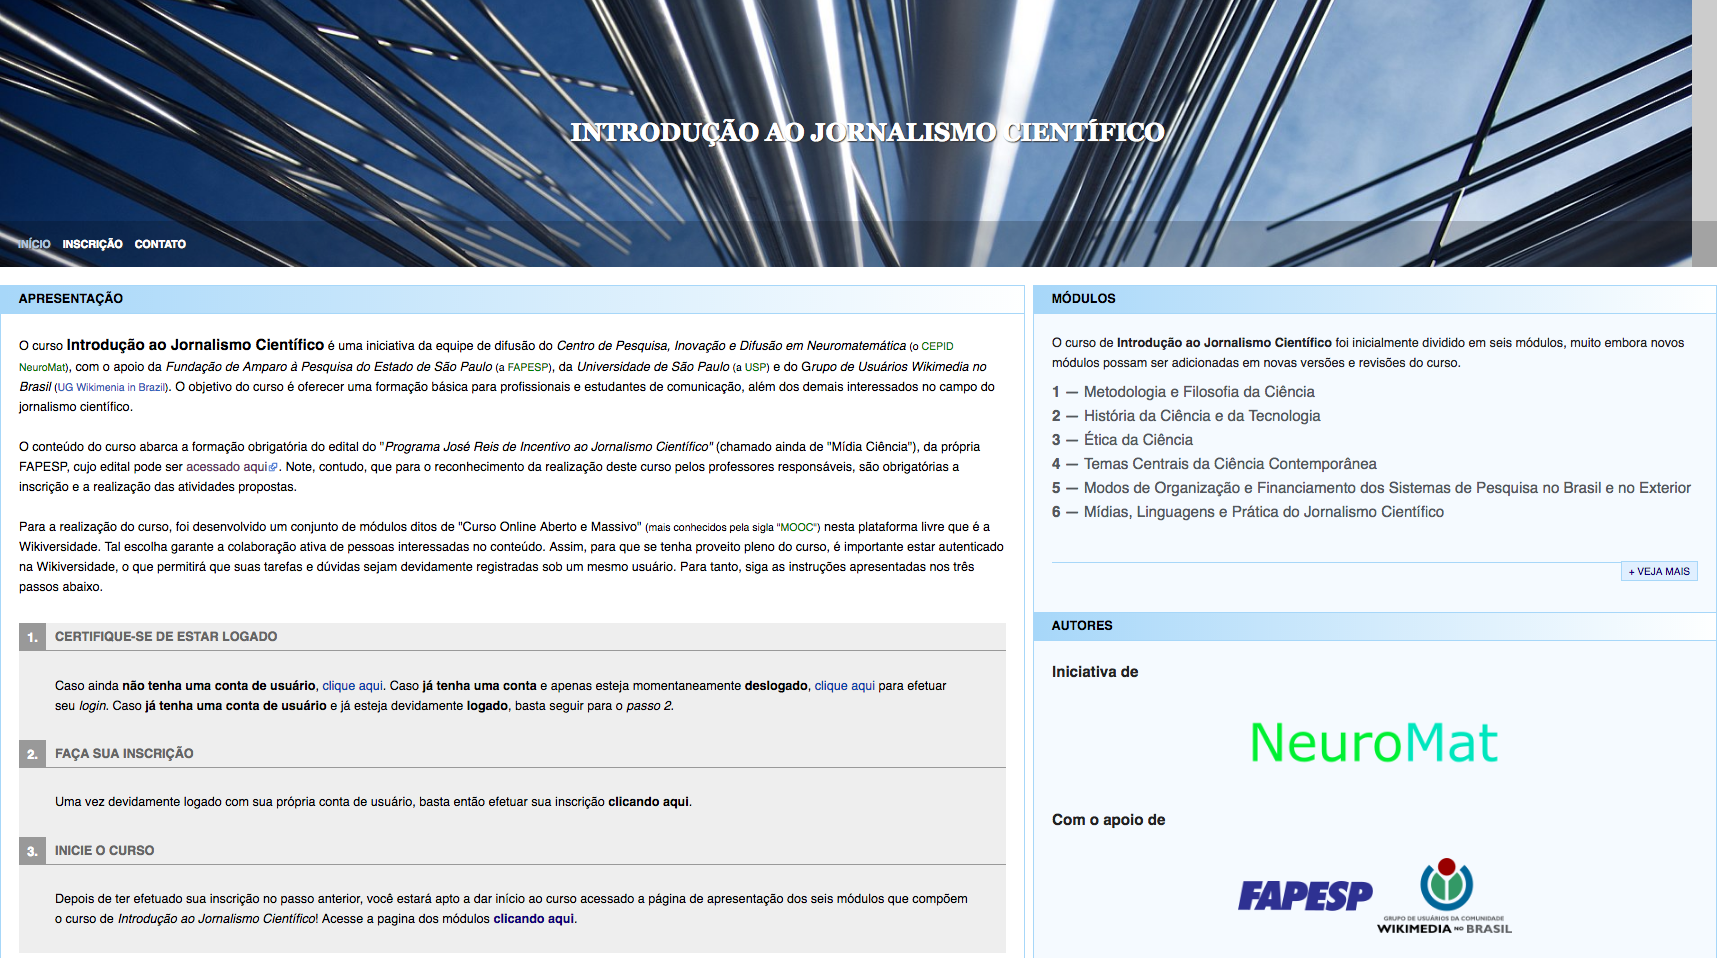 INTRODUÇÃO AO JORNALISMO CIENTÍFICO
INÍCIO INSCRIÇÃO CONTATO
APRESENTAÇÃO
O curso Introdução ao Jornalismo Científico é uma iniciativa da equipe de difusão do Centro de Pesquisa, Inovação e Difusão em Neuromatemática (o CEPID
NeuroMat), com o apoio da Fundação de Amparo à Pesquisa do Estado de São Paulo (a FAPESP), da Universidade de São Paulo (a USP) e do Grupo de Usuários Wikimedia no
Brasil (UG Wikimenia in Brazil). O objetivo do curso é oferecer uma formação básica para profissionais e estudantes de comunicação, além dos demais interessados no campo do
jornalismo científico.
O conteúdo do curso abarca a formação obrigatória do edital do "Programa José Reis de Incentivo ao Jornalismo Científico" (chamado ainda de "Mídia Ciência"), da própria
FAPESP, cujo edital pode ser acessado aqui. Note, contudo, que para o reconhecimento da realização deste curso pelos professores responsáveis, são obrigatórias a
inscrição e a realização das atividades propostas.
Para a realização do curso, foi desenvolvido um conjunto de módulos ditos de "Curso Online Aberto e Massivo" (mais conhecidos pela sigla "MOOC") nesta plataforma livre que é a
Wikiversidade. Tal escolha garante a colaboração ativa de pessoas interessadas no conteúdo. Assim, para que se tenha proveito pleno do curso, é importante estar autenticado
na Wikiversidade, o que permitirá que suas tarefas e dúvidas sejam devidamente registradas sob um mesmo usuário. Para tanto, siga as instruções apresentadas nos três
passos abaixo.
1. CERTIFIQUE-SE DE ESTAR LOGADO
Caso ainda não tenha uma conta de usuário, clique aqui. Caso já tenha uma conta e apenas esteja momentaneamente deslogado, clique aqui para efetuar
seu login. Caso já tenha uma conta de usuário e já esteja devidamente logado, basta seguir para o passo 2.
2. FAÇA SUA INSCRIÇÃO
Uma vez devidamente logado com sua própria conta de usuário, basta então efetuar sua inscrição clicando aqui.
3. INICIE O CURSO
Depois de ter efetuado sua inscrição no passo anterior, você estará apto a dar início ao curso acessado a página de apresentação dos seis módulos que compõem
o curso de Introdução ao Jornalismo Científico! Acesse a pagina dos módulos clicando aqui.
MÓDULOS
O curso de Introdução ao Jornalismo Científico foi inicialmente dividido em seis módulos, muito embora novos
módulos possam ser adicionadas em novas versões e revisões do curso.
1 — Metodologia e Filosofia da Ciência
2 — História da Ciência e da Tecnologia
3 — Ética da Ciência
4 — Temas Centrais da Ciência Contemporânea
5 — Modos de Organização e Financiamento dos Sistemas de Pesquisa no Brasil e no Exterior
6 — Mídias, Linguagens e Prática do Jornalismo Científico
+ VEJA MAIS
AUTORES
Iniciativa de
NeuroMat
Com o apoio de
FAPESP
GRUPO DE USUÁRIOS DA COMUNIDADE
WIKIMEDIA NO BRASIL